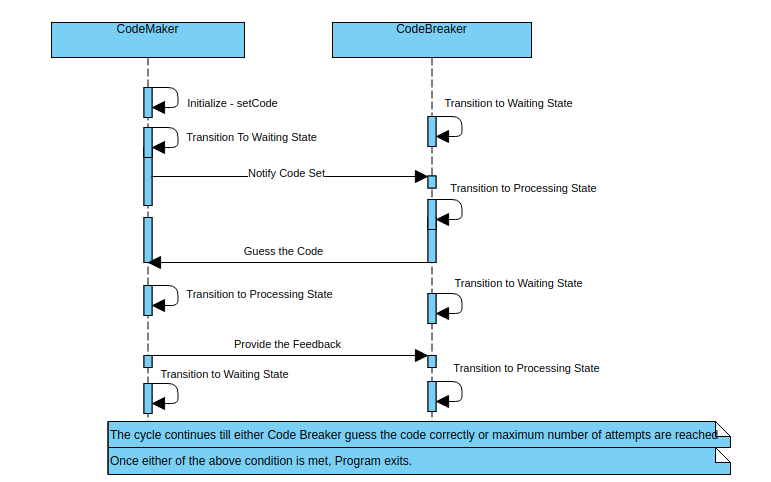 CodeMaker
CodeBreaker
Initialize - setCode
Transition to Waiting State
Transition To Waiting State
Notify Code Set
Transition to Processing State
Guess the Code
Transition to Waiting State
Transition to Processing State
Provide the Feedback
Transition to Processing State
Transition to Waiting State
The cycle continues till either Code Breaker guess the code correctly or maximum number of attempts are reached
Once either of the above condition is met, Program exits.